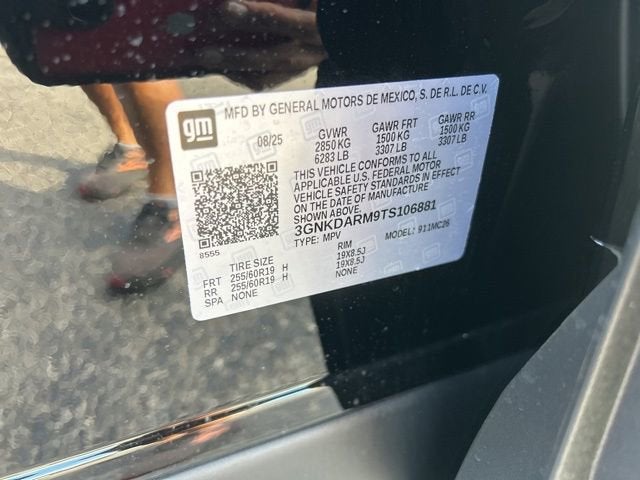 gm
MFD BY GENERAL MOTORS DE MEXICO, S. DE R.L. DE C.V.
08/25 GVWR GAWR FRT GAWR RR
2850 KG 1500 KG 1500 KG
6283 LB 3307 LB 3307 LB
THIS VEHICLE CONFORMS TO ALL
APPLICABLE U.S. FEDERAL MOTOR
VEHICLE SAFETY STANDARDS IN EFFECT
ON THE DATE OF MANUFACTURE
SHOWN ABOVE.
3GNKDARM9TS106881
8555 TYPE: MPV MODEL: 911MC26
TIRE SIZE RIM
FRT 255/60R19 H 19X8.5J
RR 255/60R19 H 19X8.5J
SPA NONE NONE